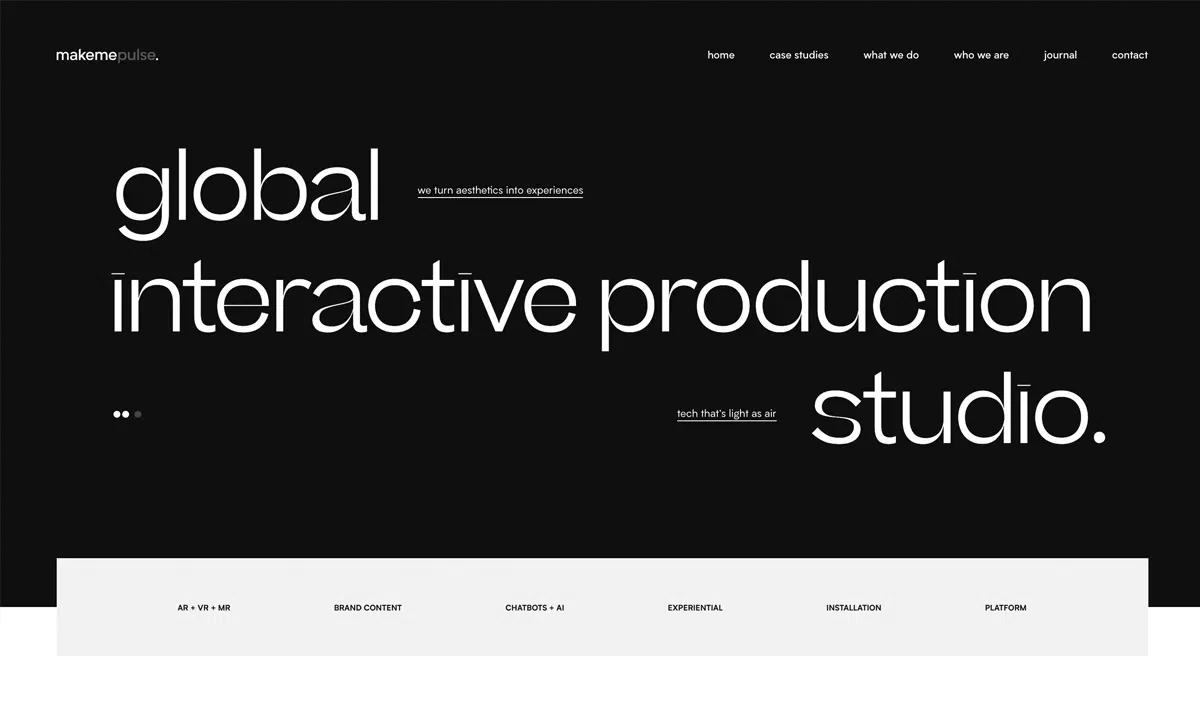 makemepulse.
home case studies what we do who we are journal contact
global
we turn aesthetics into experiences
interactive production
tech that's light as air
studio.
AR + VR + MR BRAND CONTENT CHATBOTS + AI EXPERIENTIAL INSTALLATION PLATFORM